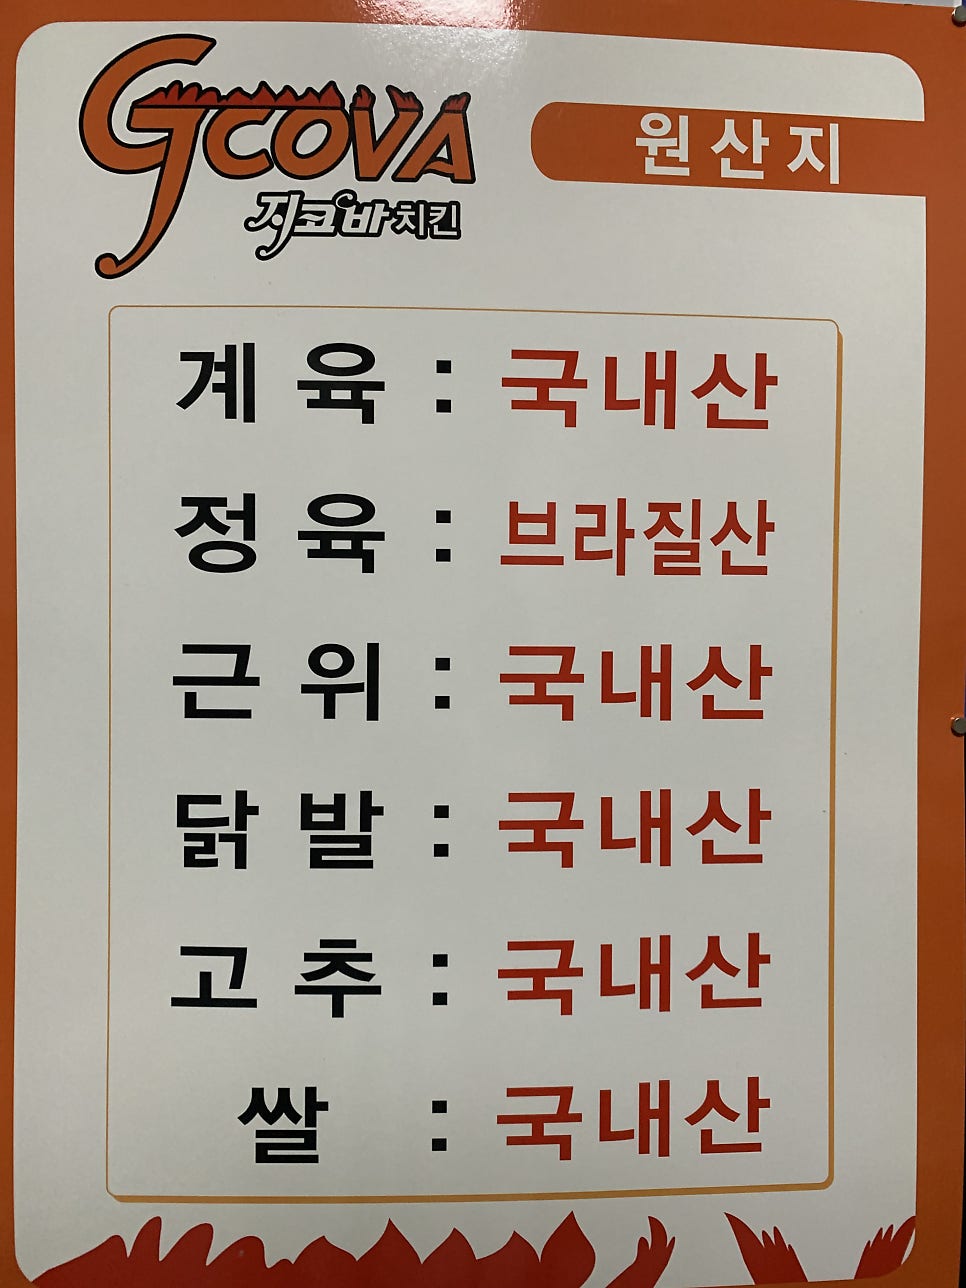 GCOVA
지코바치킨
원산지
계육 : 국내산
정육 : 브라질산
근위 : 국내산
닭발 : 국내산
고추 : 국내산
쌀 : 국내산